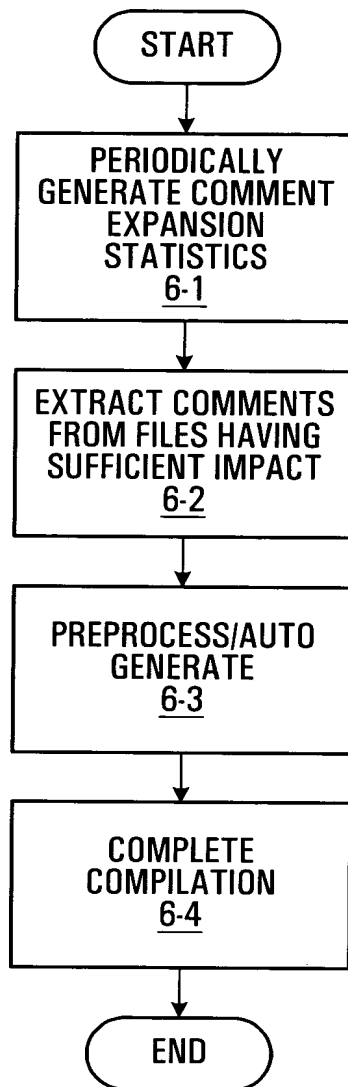 START
PERIODICALLY
GENERATE COMMENT
EXPANSION
STATISTICS
6-1
EXTRACT COMMENTS
FROM FILES HAVING
SUFFICIENT IMPACT
6-2
PREPROCESS/AUTO
GENERATE
6-3
COMPLETE
COMPILATION
6-4
END